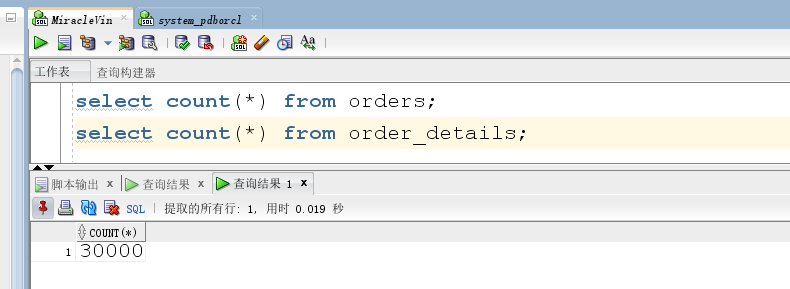 MiracleVin system_pdborcl
工作表 查询构建器
select count(*) from orders;
select count(*) from order_details;
脚本输出 x 查询结果 x 查询结果 1 x
SQL | 提取的所有行: 1, 用时 0.019 秒
COUNT(*)
1 30000